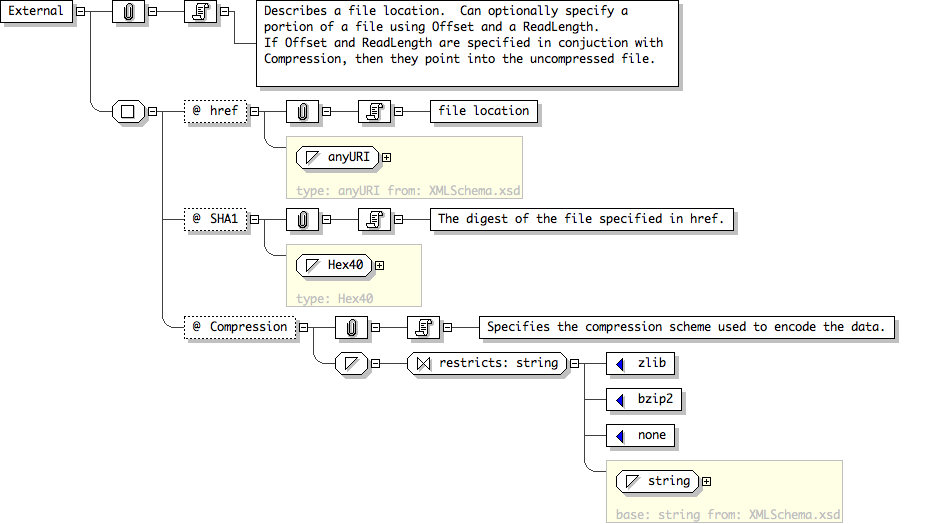 External
Describes a file location.  Can optionally specify a
portion of a file using Offset and a ReadLength.
If Offset and ReadLength are specified in conjuction with
Compression, then they point into the uncompressed file.
@ href
file location
anyURI
type: anyURI from: XMLSchema.xsd
@ SHA1
The digest of the file specified in href.
Hex40
type: Hex40
@ Compression
Specifies the compression scheme used to encode the data.
restricts: string
zlib
bzip2
none
string
base: string from: XMLSchema.xsd